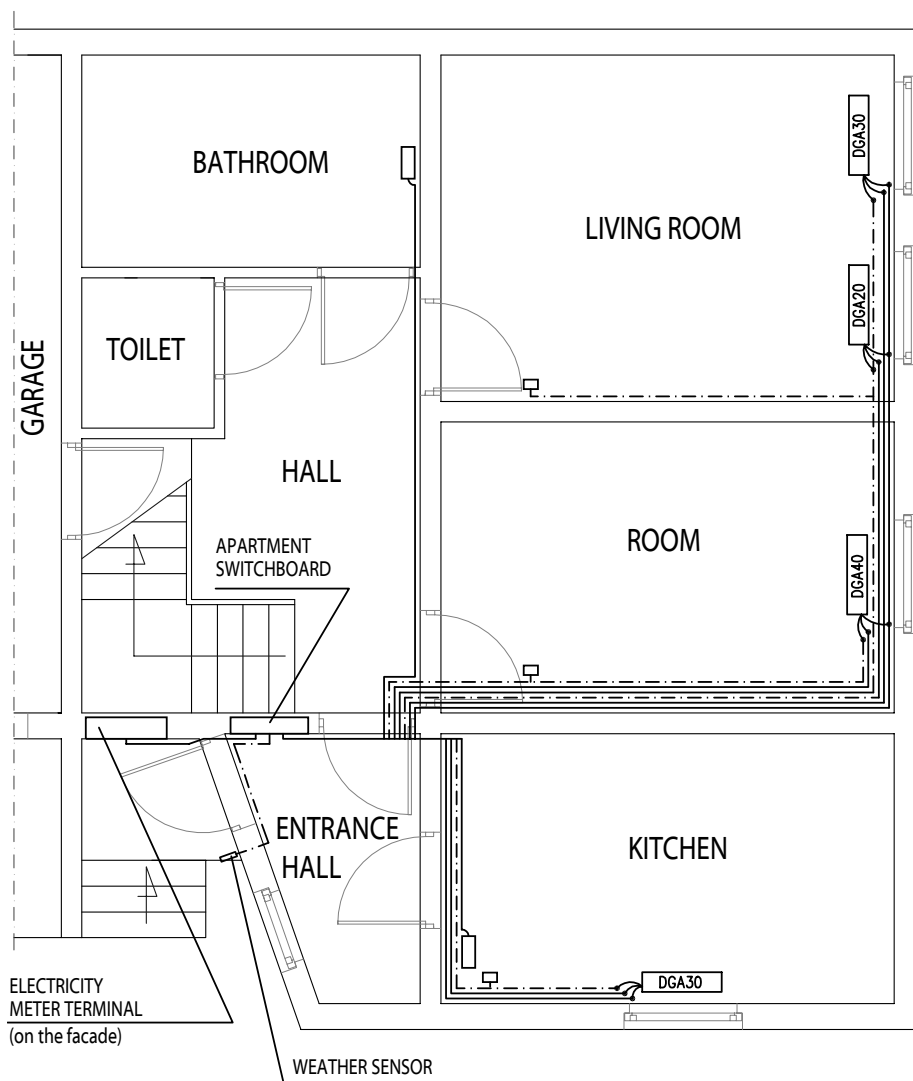 BATHROOM
DGA30
LIVING ROOM
DGA20
TOILET
GARAGE
HALL
ROOM
APARTMENT
SWITCHBOARD
DGA40
ENTRANCE
HALL
KITCHEN
DGA30
ELECTRICITY
METER TERMINAL
(on the facade)
WEATHER SENSOR